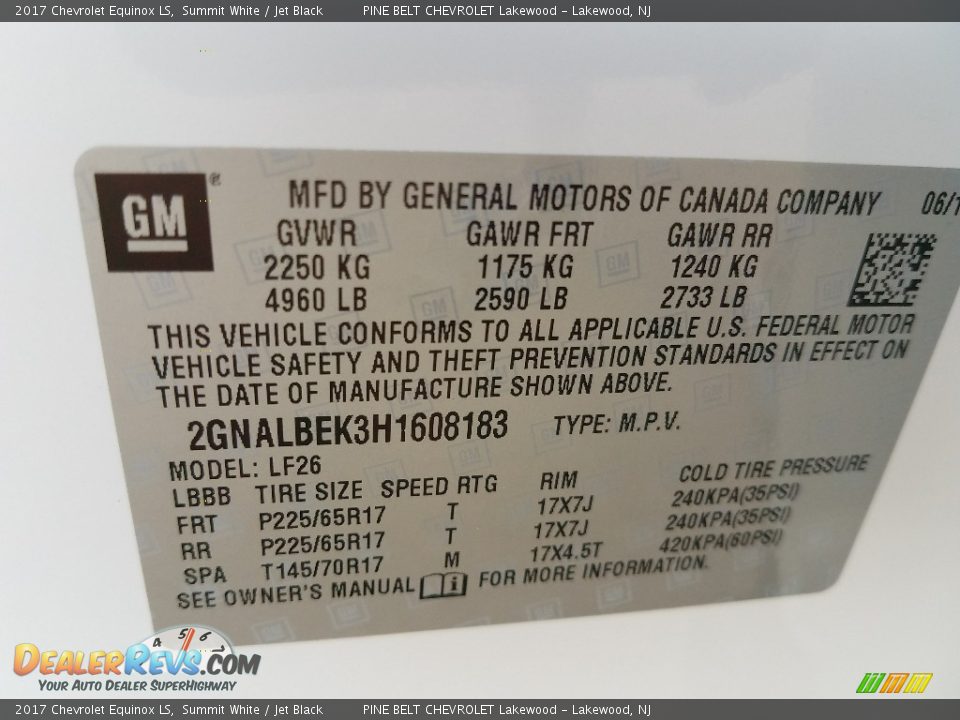 2017 Chevrolet Equinox LS, Summit White / Jet Black PINE BELT CHEVROLET Lakewood – Lakewood, NJ
GM®
MFD BY GENERAL MOTORS OF CANADA COMPANY 06/1
GVWR GAWR FRT GAWR RR
2250 KG 1175 KG 1240 KG
4960 LB 2590 LB 2733 LB
THIS VEHICLE CONFORMS TO ALL APPLICABLE U.S. FEDERAL MOTOR
VEHICLE SAFETY AND THEFT PREVENTION STANDARDS IN EFFECT ON
THE DATE OF MANUFACTURE SHOWN ABOVE.
2GNALBEK3H1608183 TYPE: M.P.V.
MODEL: LF26
LBBB TIRE SIZE SPEED RTG RIM COLD TIRE PRESSURE
FRT P225/65R17 T 17X7J 240KPA(35PSI)
RR P225/65R17 T 17X7J 240KPA(35PSI)
SPA T145/70R17 M 17X4.5T 420KPA(60PSI)
SEE OWNER'S MANUAL i FOR MORE INFORMATION.
4 5 6 7
DEALERREVS.COM
YOUR AUTO DEALER SUPERHIGHWAY
2017 Chevrolet Equinox LS, Summit White / Jet Black PINE BELT CHEVROLET Lakewood – Lakewood, NJ